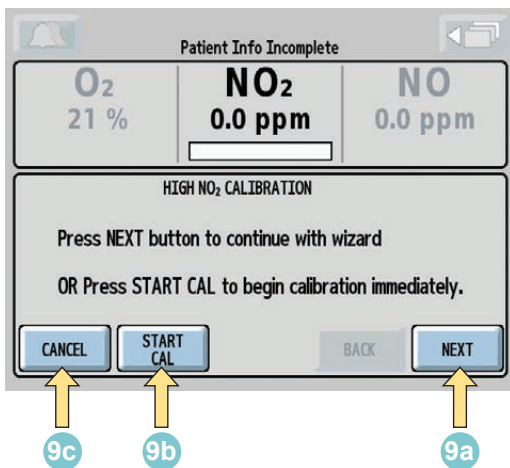 Patient Info Incomplete
O₂ NO₂ NO
21 % 0.0 ppm 0.0 ppm
HIGH NO₂ CALIBRATION
Press NEXT button to continue with wizard
OR Press START CAL to begin calibration immediately.
CANCEL START CAL BACK NEXT
9c 9b 9a